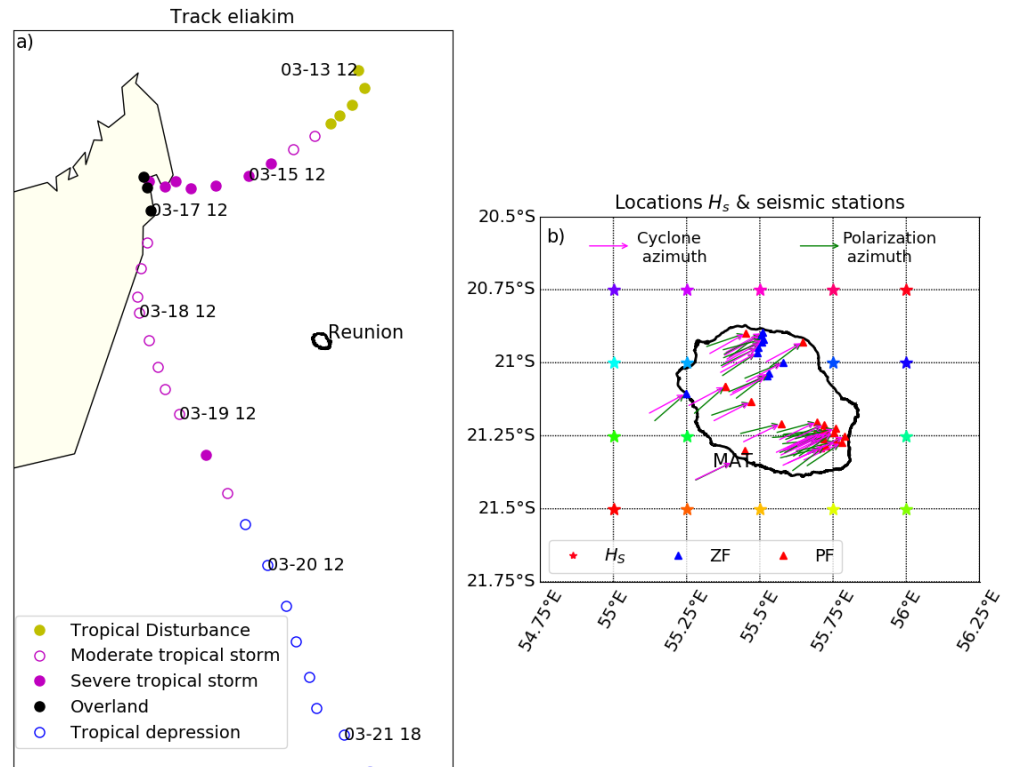 Track eliakim
a)
03-13 12
03-15 12
03-17 12
03-18 12
Reunion
03-19 12
03-20 12
03-21 18
Tropical Disturbance
Moderate tropical storm
Severe tropical storm
Overland
Tropical depression
Locations Hs & seismic stations
b)
Cyclone
azimuth
Polarization
azimuth
20.5°S
20.75°S
21°S
21.25°S
21.5°S
21.75°S
MAT
Hs
ZF
PF
54.75°E
55°E
55.25°E
55.5°E
55.75°E
56°E
56.25°E